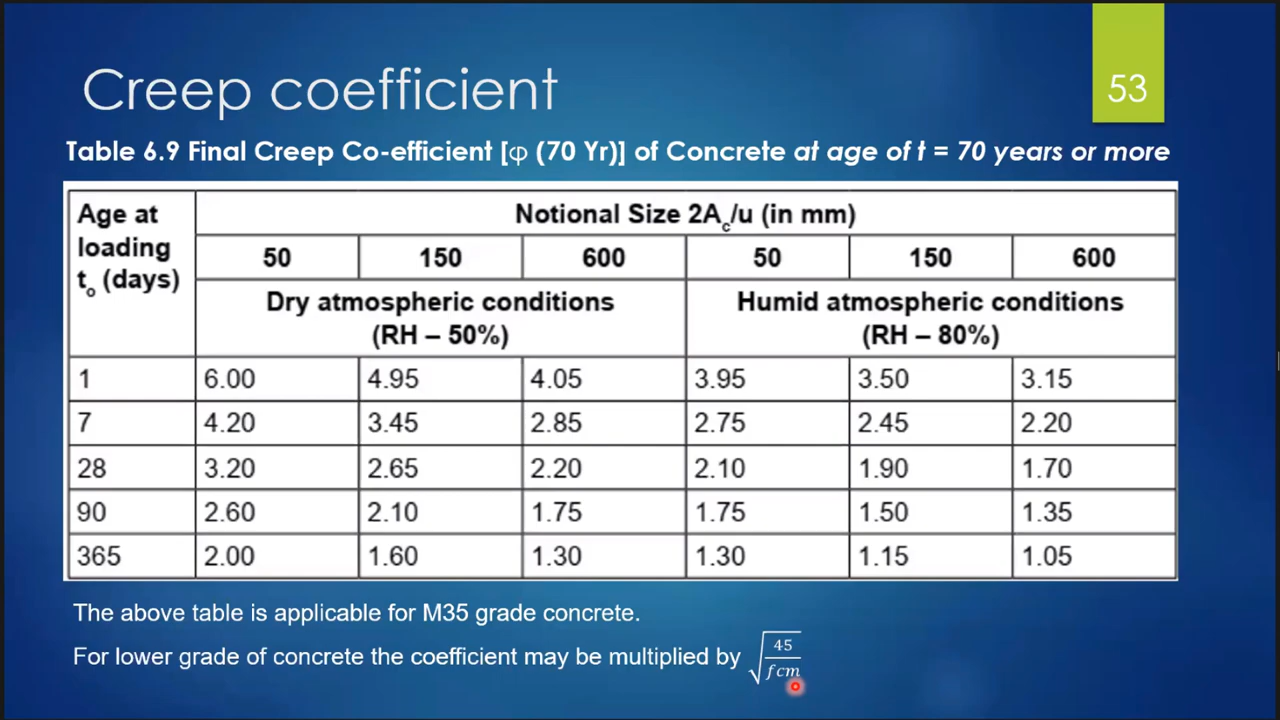 Creep coefficient
53
Table 6.9 Final Creep Co-efficient [φ (70 Yr)] of Concrete at age of t = 70 years or more
Age at loading t₀ (days) Notional Size 2A꜀/u (in mm)
50 150 600 50 150 600
Dry atmospheric conditions (RH – 50%) Humid atmospheric conditions (RH – 80%)
1 6.00 4.95 4.05 3.95 3.50 3.15
7 4.20 3.45 2.85 2.75 2.45 2.20
28 3.20 2.65 2.20 2.10 1.90 1.70
90 2.60 2.10 1.75 1.75 1.50 1.35
365 2.00 1.60 1.30 1.30 1.15 1.05
The above table is applicable for M35 grade concrete.
For lower grade of concrete the coefficient may be multiplied by √(45/fcm)